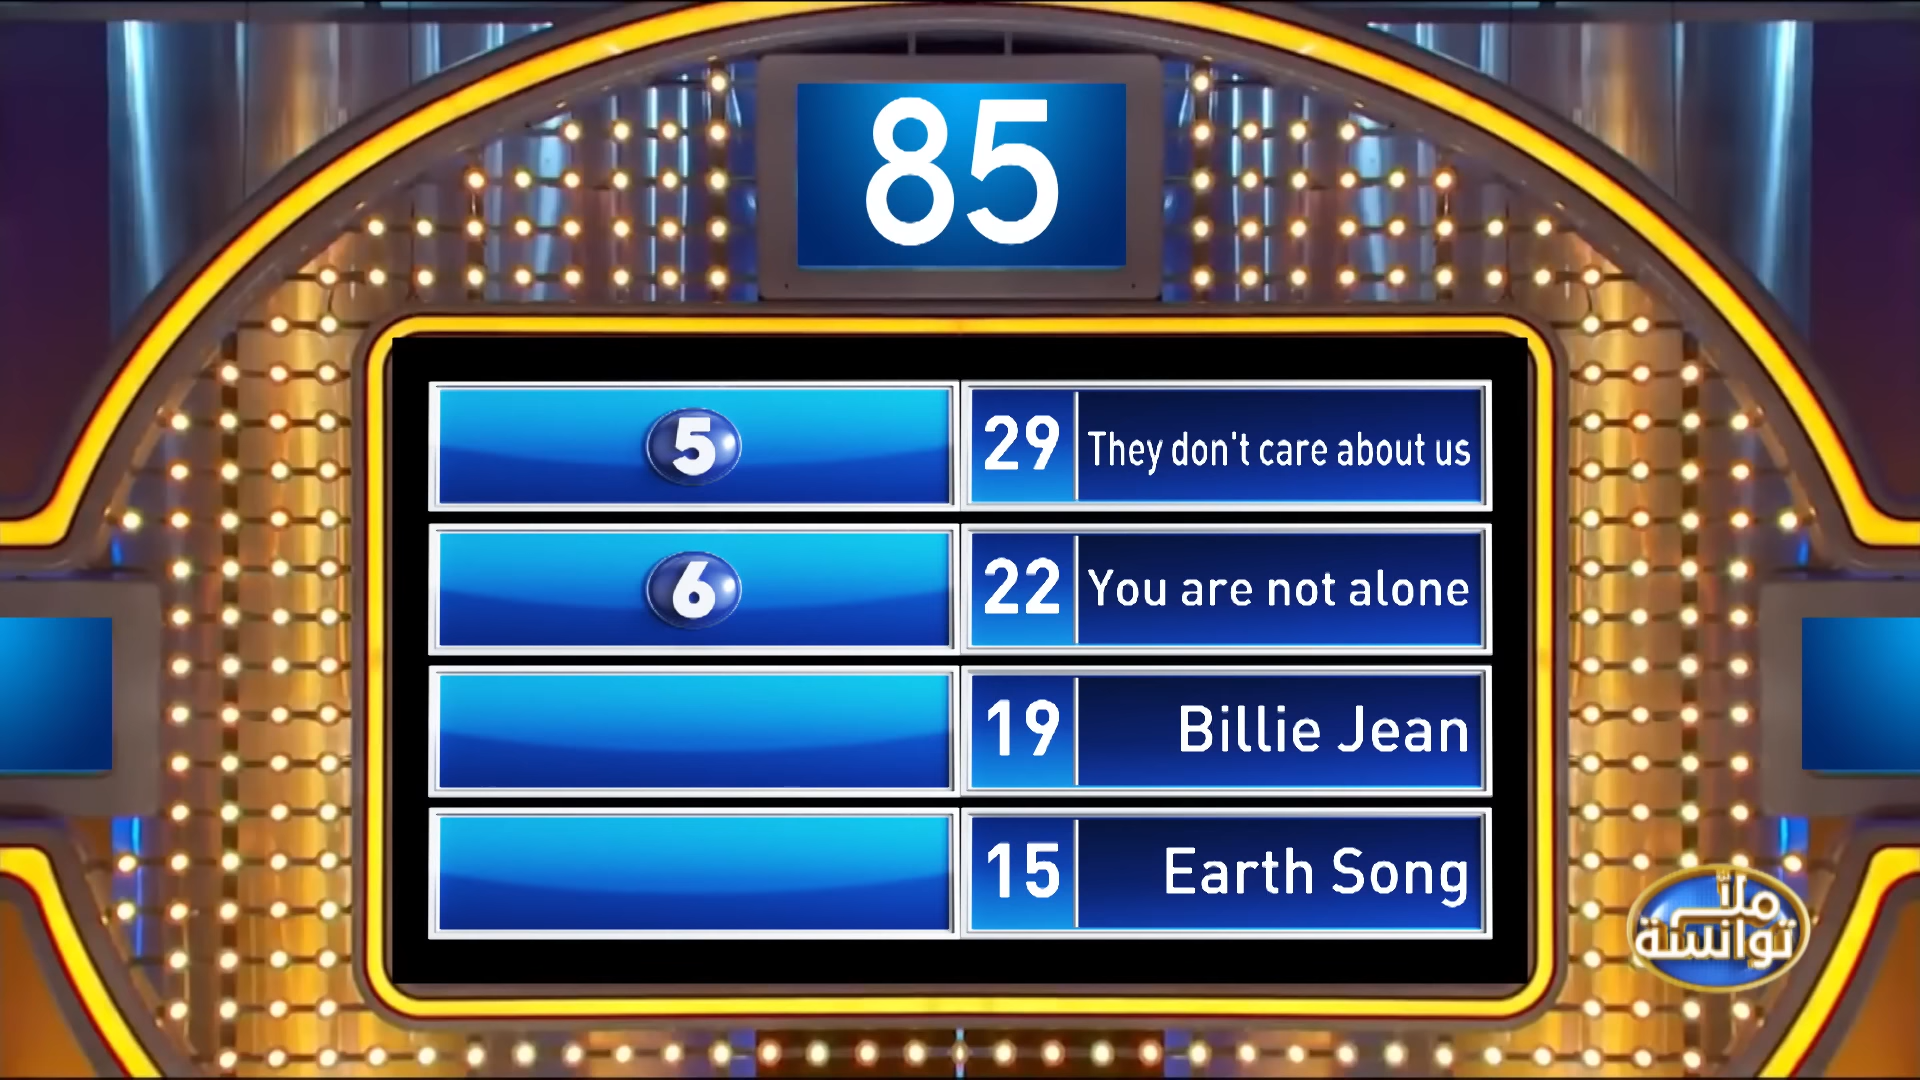 85
29 They don't care about us
5
22 You are not alone
6
19 Billie Jean
15 Earth Song
ملّا
توانسة